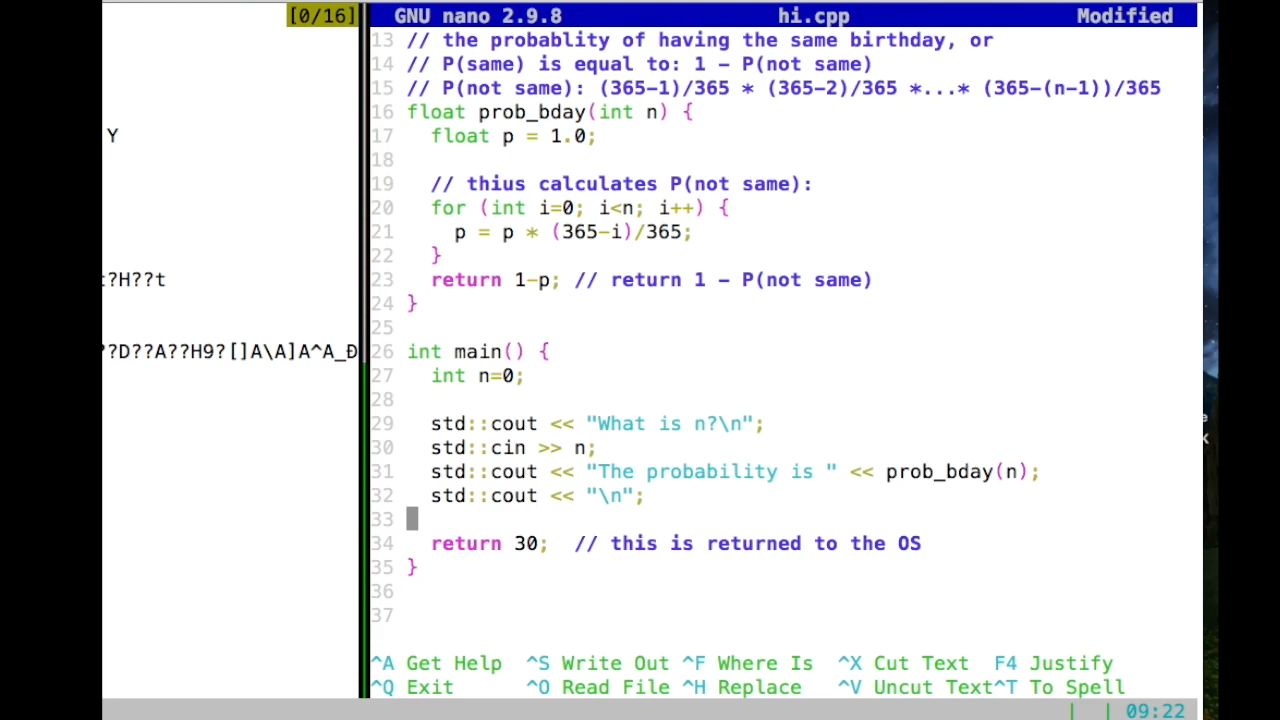 [0/16]
GNU nano 2.9.8 hi.cpp Modified
13 // the probablity of having the same birthday, or
14 // P(same) is equal to: 1 - P(not same)
15 // P(not same): (365-1)/365 * (365-2)/365 *...* (365-(n-1))/365
16 float prob_bday(int n) {
17 float p = 1.0;
18
19 // thius calculates P(not same):
20 for (int i=0; i<n; i++) {
21 p = p * (365-i)/365;
22 }
23 return 1-p; // return 1 - P(not same)
24 }
25
26 int main() {
27 int n=0;
28
29 std::cout << "What is n?\n";
30 std::cin >> n;
31 std::cout << "The probability is " << prob_bday(n);
32 std::cout << "\n";
33
34 return 30; // this is returned to the OS
35 }
36
37
Y
?H??t
?D??A??H9?[]A\A]A^A_Đ
^A Get Help ^S Write Out ^F Where Is ^X Cut Text F4 Justify
^Q Exit ^O Read File ^H Replace ^V Uncut Text^T To Spell
09:22